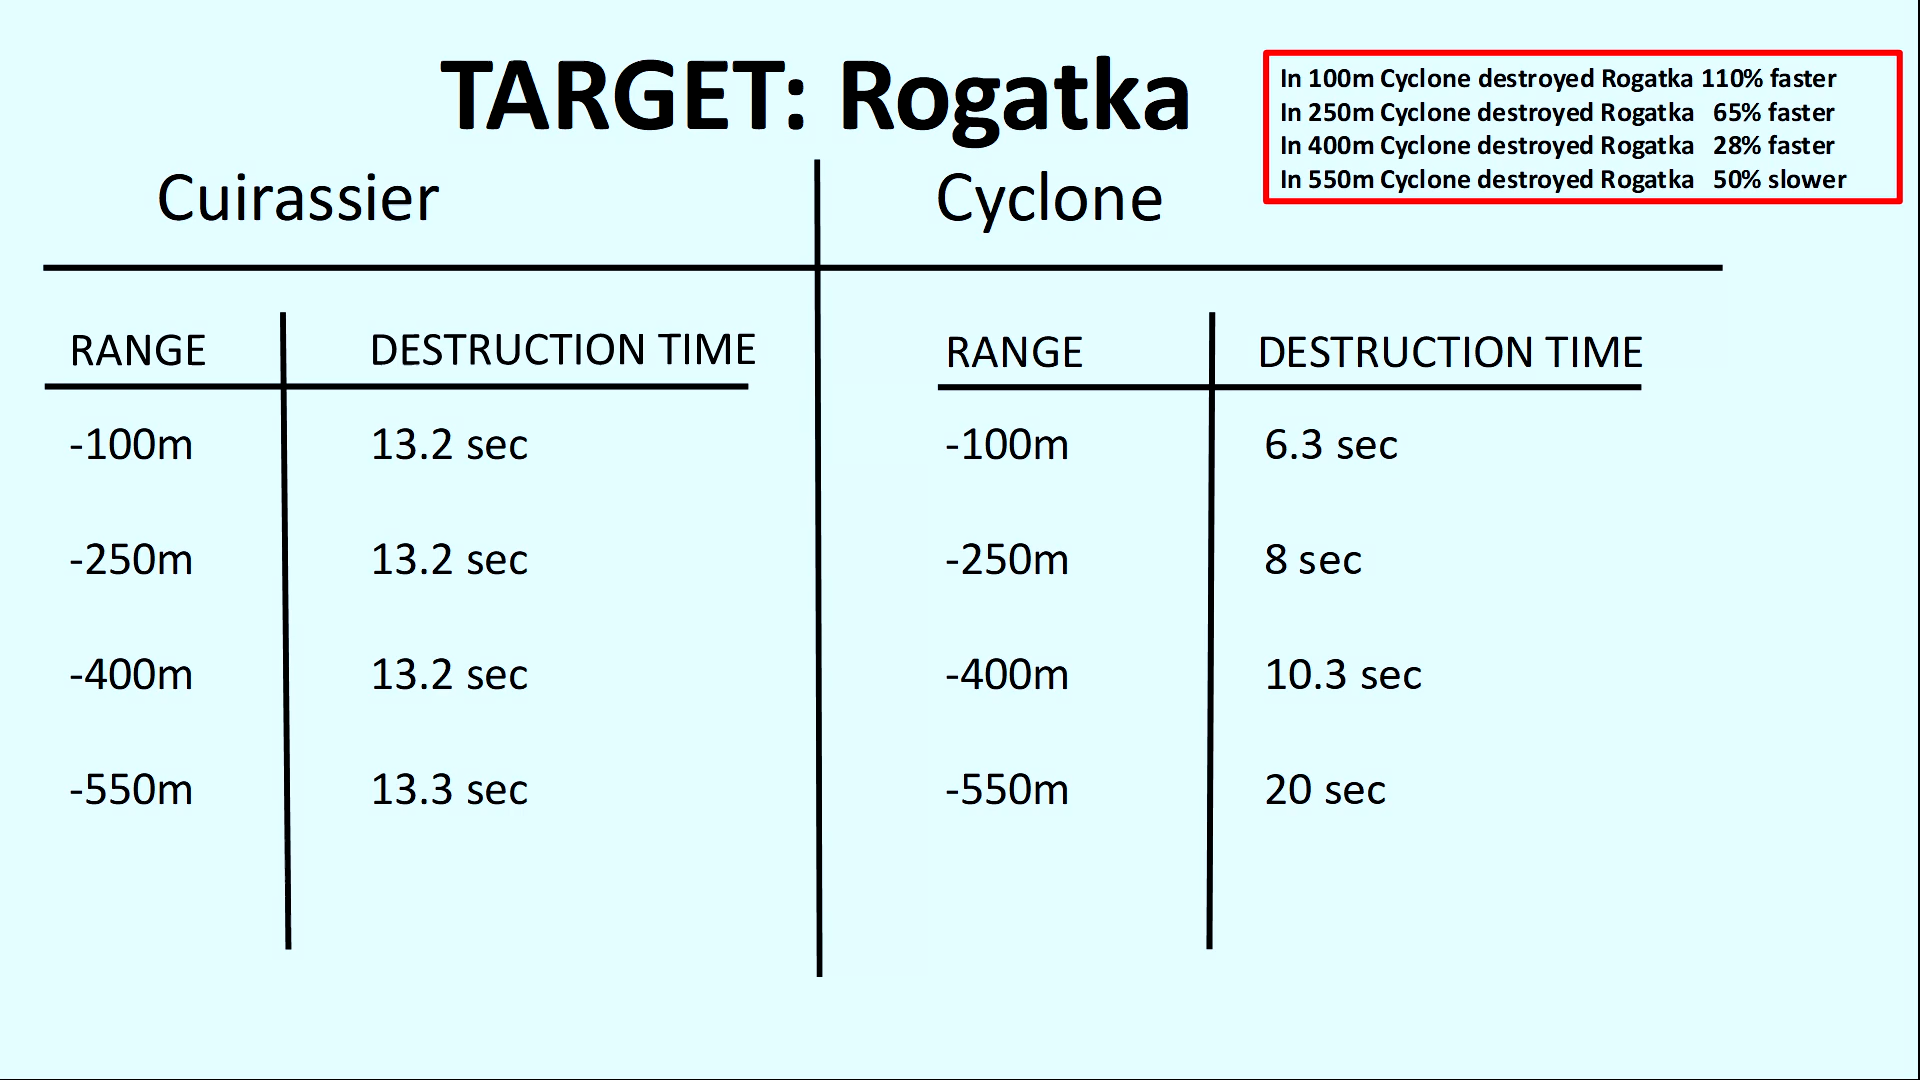 TARGET: Rogatka
In 100m Cyclone destroyed Rogatka 110% faster
In 250m Cyclone destroyed Rogatka 65% faster
In 400m Cyclone destroyed Rogatka 28% faster
In 550m Cyclone destroyed Rogatka 50% slower
Cuirassier
Cyclone
RANGE DESTRUCTION TIME
-100m 13.2 sec
-250m 13.2 sec
-400m 13.2 sec
-550m 13.3 sec
RANGE DESTRUCTION TIME
-100m 6.3 sec
-250m 8 sec
-400m 10.3 sec
-550m 20 sec